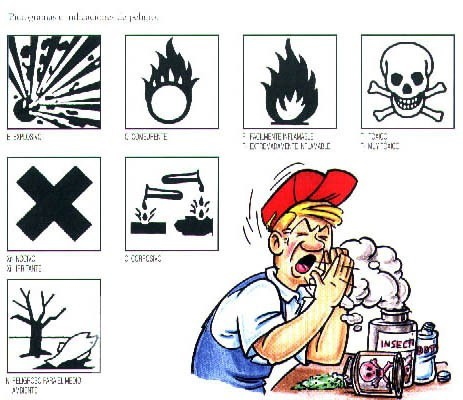 Pictogramas e indicaciones de peligro
E: EXPLOSIVO
O: COMBURENTE
F: FACILMENTE INFLAMABLE
F+: EXTREMADAMENTE INFLAMABLE
T: TÓXICO
T+: MUY TÓXICO
Xn: NOCIVO
Xi: IRRITANTE
C: CORROSIVO
N: PELIGROSO PARA EL MEDIO
AMBIENTE
INSECTI